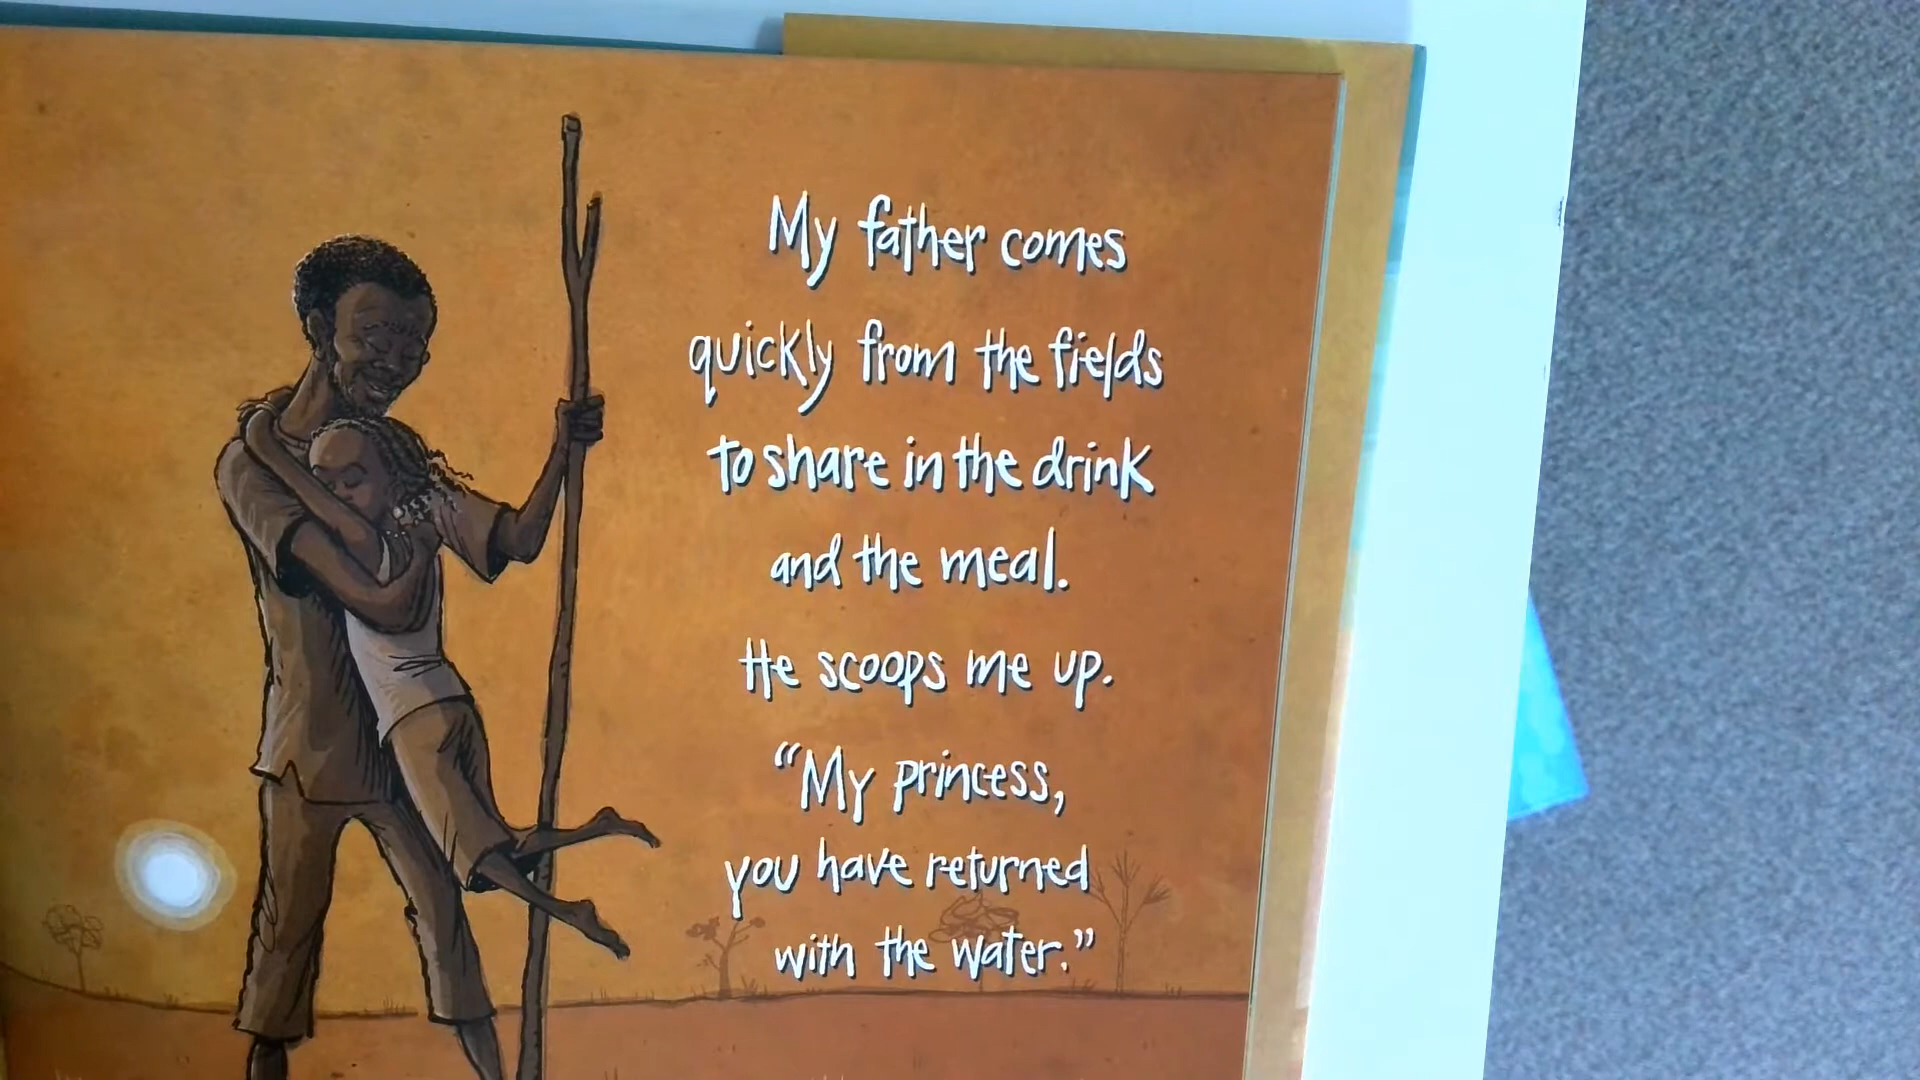 My father comes
quickly from the fields
to share in the drink
and the meal.
He scoops me up.
“My princess,
you have returned
with the water.”